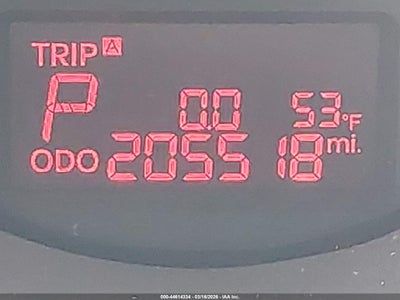 TRIP A
P 0.0 53°F
ODO 205518 mi.
000-44614334 - 03/16/2026 - IAA Inc.